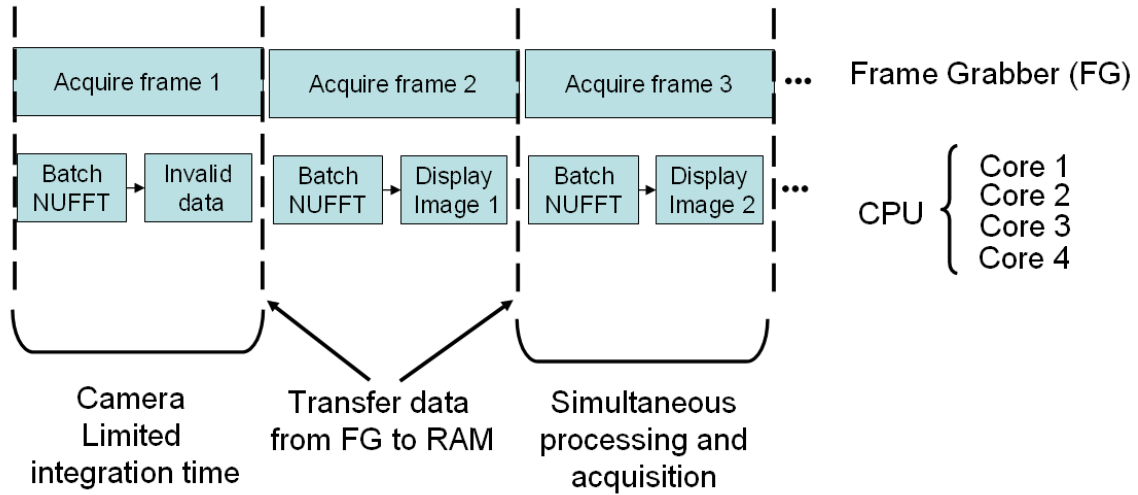 Acquire frame 1
Acquire frame 2
Acquire frame 3
...
Frame Grabber (FG)
Batch
NUFFT
Invalid
data
Batch
NUFFT
Display
Image 1
Batch
NUFFT
Display
Image 2
...
CPU
Core 1
Core 2
Core 3
Core 4
Camera
Limited
integration time
Transfer data
from FG to RAM
Simultaneous
processing and
acquisition